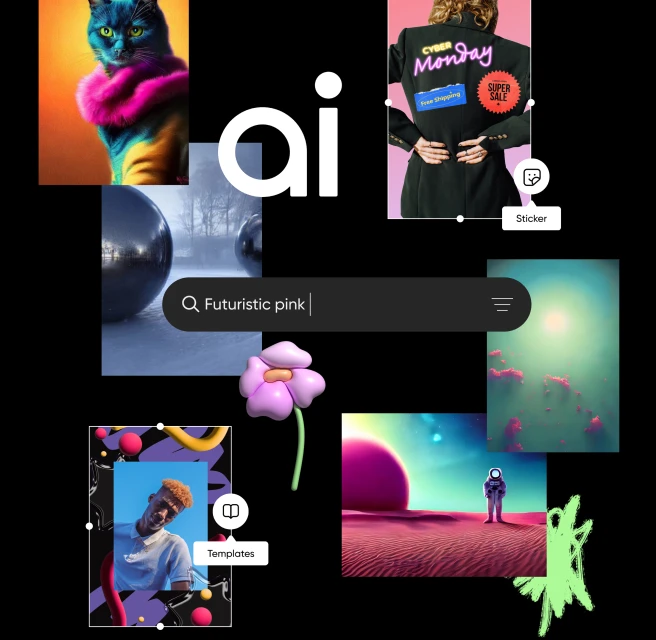 ai
CYBER
Monday
Free Shipping
SUPER
SALE
Sticker
Futuristic pink
Templates